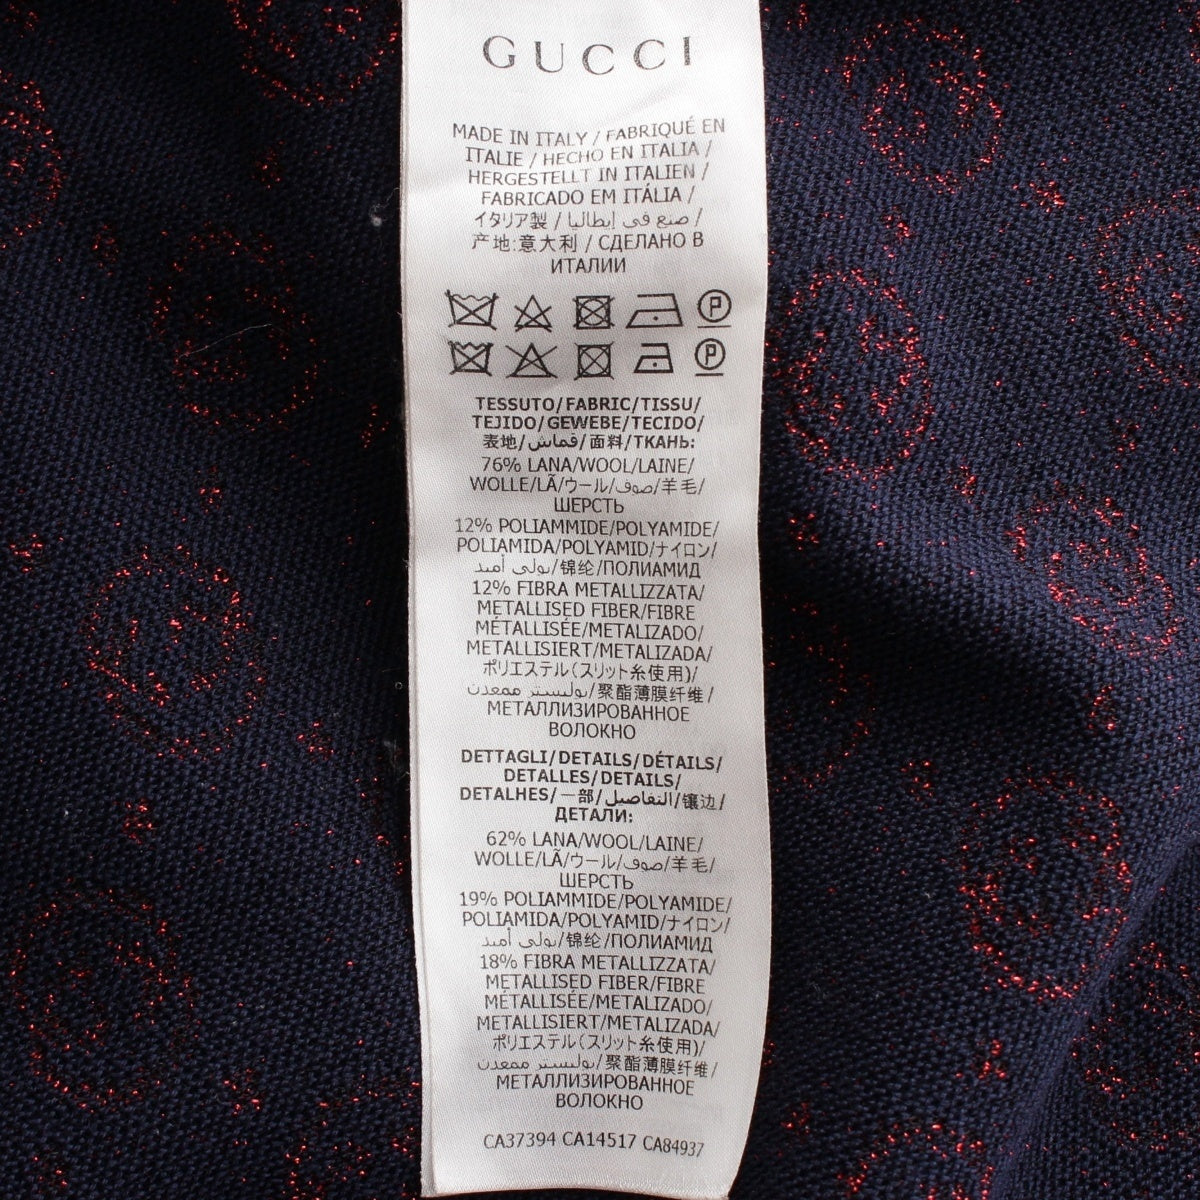 GUCCI
MADE IN ITALY / FABRIQUÉ EN
ITALIE / HECHO EN ITALIA /
HERGESTELLT IN ITALIEN /
FABRICADO EM ITÁLIA /
イタリア製 / صنع في إيطاليا /
产地:意大利 / СДЕЛАНО В
ИТАЛИИ
P
P
TESSUTO/FABRIC/TISSU/
TEJIDO/GEWEBE/TECIDO/
表地/قماش/面料/ТКАНЬ:
76% LANA/WOOL/LAINE/
WOLLE/LÃ/ウール/صوف/羊毛/
ШЕРСТЬ
12% POLIAMMIDE/POLYAMIDE/
POLIAMIDA/POLYAMID/ナイロン/
بولي أميد/锦纶/ПОЛИАМИД
12% FIBRA METALLIZZATA/
METALLISED FIBER/FIBRE
MÉTALLISÉE/METALIZADO/
METALLISIERT/METALIZADA/
ポリエステル(スリット糸使用)/
بوليستر ممعدن/聚酯薄膜纤维/
МЕТАЛЛИЗИРОВАННОЕ
ВОЛОКНО
DETTAGLI/DETAILS/DÉTAILS/
DETALLES/DETAILS/
DETALHES/一部/التفاصيل/镶边/
ДЕТАЛИ:
62% LANA/WOOL/LAINE/
WOLLE/LÃ/ウール/صوف/羊毛/
ШЕРСТЬ
19% POLIAMMIDE/POLYAMIDE/
POLIAMIDA/POLYAMID/ナイロン/
بولي أميد/锦纶/ПОЛИАМИД
18% FIBRA METALLIZZATA/
METALLISED FIBER/FIBRE
MÉTALLISÉE/METALIZADO/
METALLISIERT/METALIZADA/
ポリエステル(スリット糸使用)/
بوليستر ممعدن/聚酯薄膜纤维/
МЕТАЛЛИЗИРОВАННОЕ
ВОЛОКНО
CA37394 CA14517 CA84937